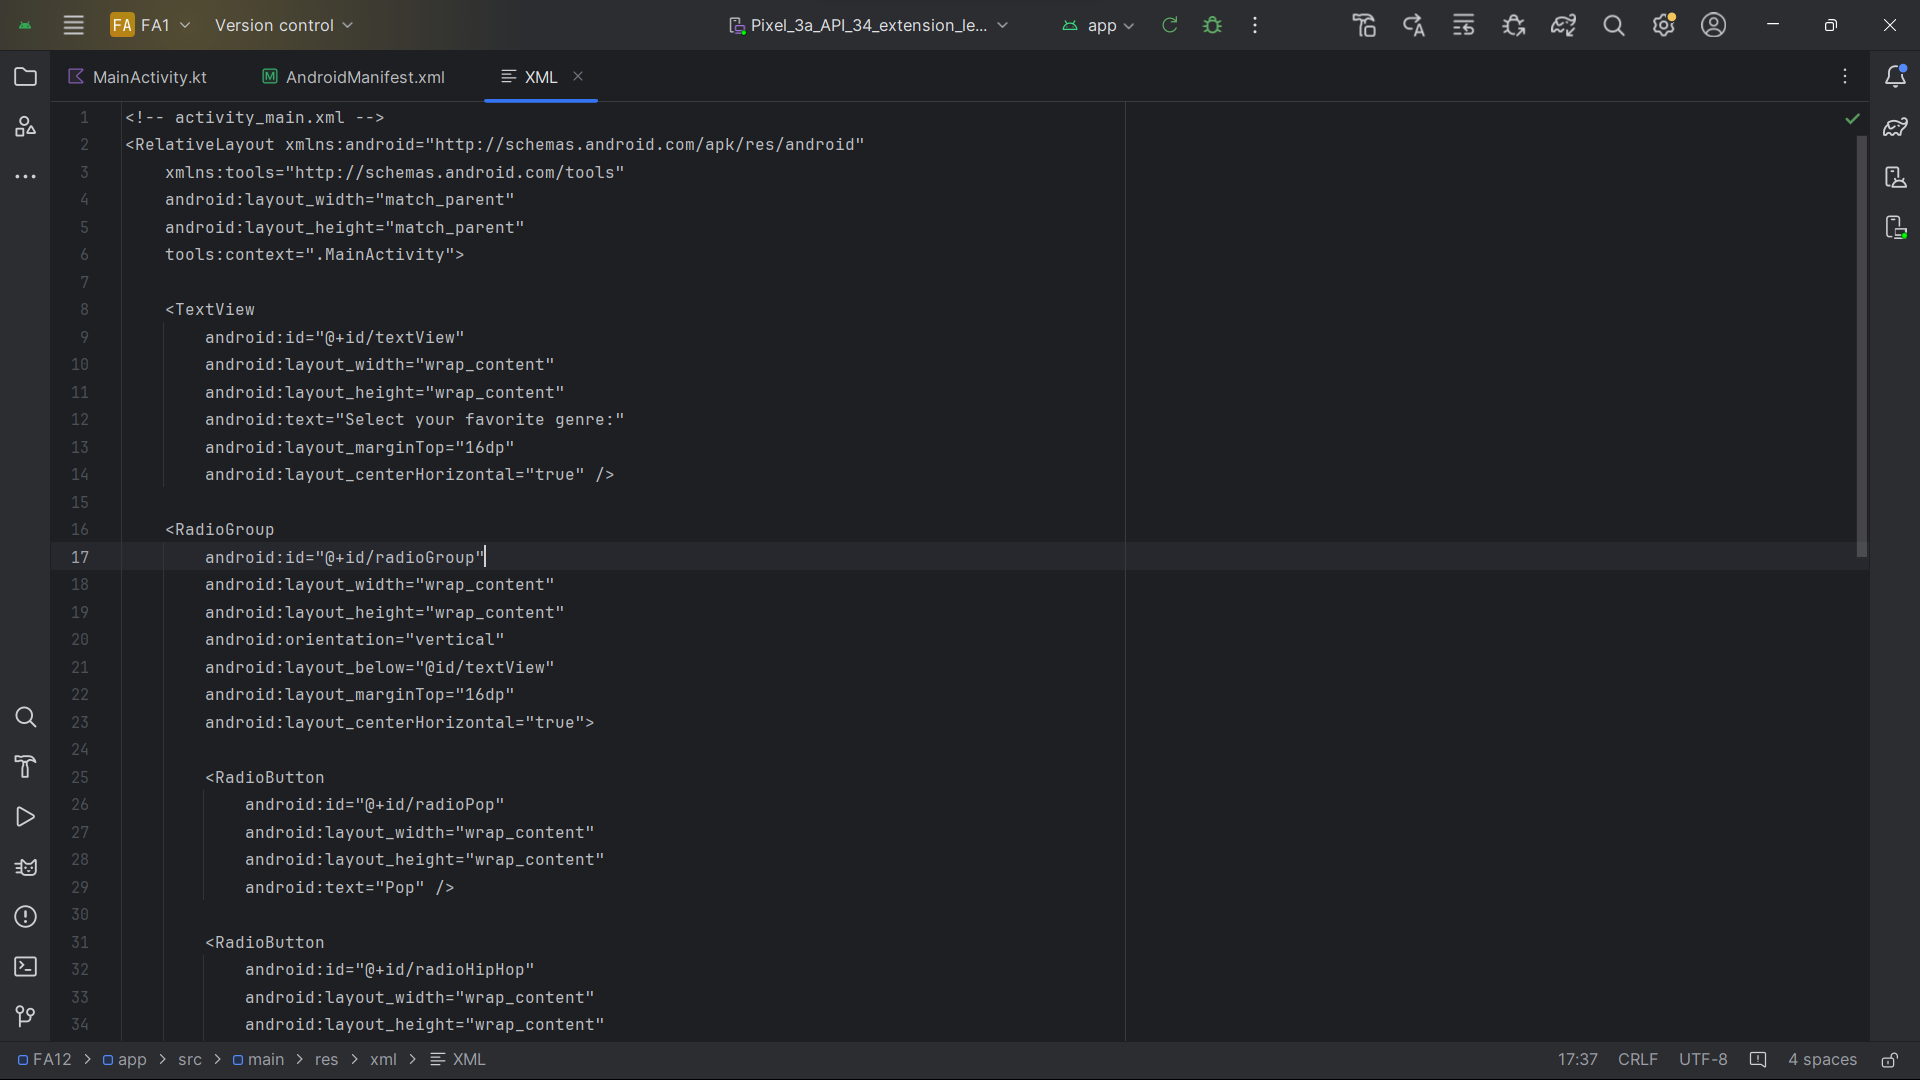 FA FA1 Version control Pixel_3a_API_34_extension_le... app
MainActivity.kt AndroidManifest.xml XML
1 <!-- activity_main.xml -->
2 <RelativeLayout xmlns:android="http://schemas.android.com/apk/res/android"
3 xmlns:tools="http://schemas.android.com/tools"
4 android:layout_width="match_parent"
5 android:layout_height="match_parent"
6 tools:context=".MainActivity">
7
8 <TextView
9 android:id="@+id/textView"
10 android:layout_width="wrap_content"
11 android:layout_height="wrap_content"
12 android:text="Select your favorite genre:"
13 android:layout_marginTop="16dp"
14 android:layout_centerHorizontal="true" />
15
16 <RadioGroup
17 android:id="@+id/radioGroup"
18 android:layout_width="wrap_content"
19 android:layout_height="wrap_content"
20 android:orientation="vertical"
21 android:layout_below="@id/textView"
22 android:layout_marginTop="16dp"
23 android:layout_centerHorizontal="true">
24
25 <RadioButton
26 android:id="@+id/radioPop"
27 android:layout_width="wrap_content"
28 android:layout_height="wrap_content"
29 android:text="Pop" />
30
31 <RadioButton
32 android:id="@+id/radioHipHop"
33 android:layout_width="wrap_content"
34 android:layout_height="wrap_content"
FA12 > app > src > main > res > xml > XML 17:37 CRLF UTF-8 4 spaces